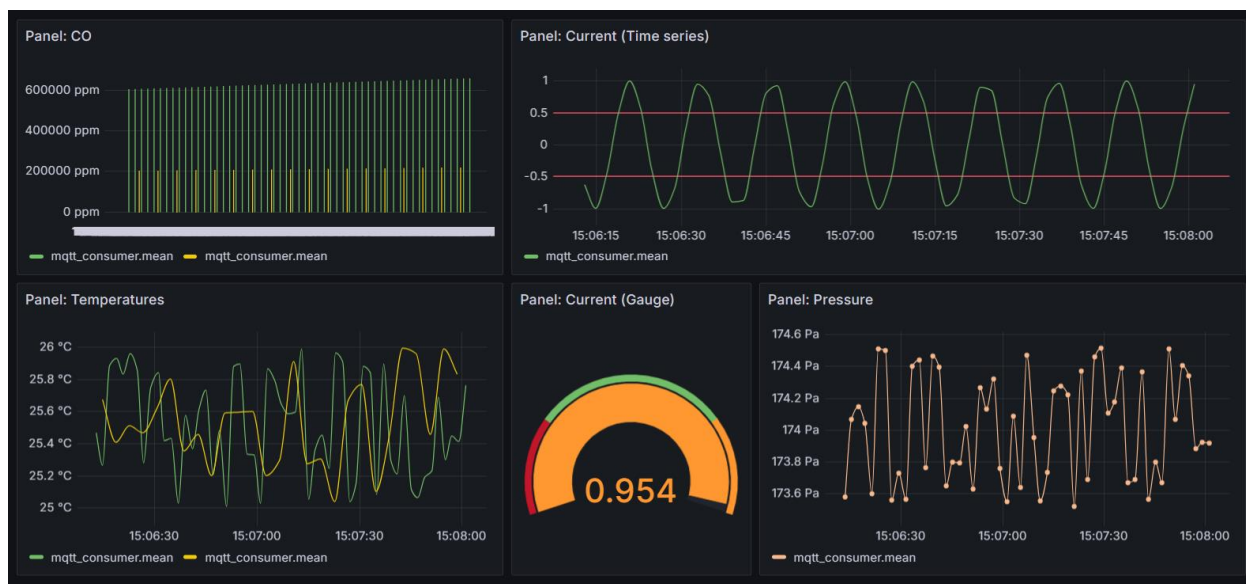 Panel: CO
600000 ppm
400000 ppm
200000 ppm
0 ppm
mqtt_consumer.mean mqtt_consumer.mean
Panel: Current (Time series)
1
0.5
0
-0.5
-1
15:06:15 15:06:30 15:06:45 15:07:00 15:07:15 15:07:30 15:07:45 15:08:00
mqtt_consumer.mean
Panel: Temperatures
26 °C
25.8 °C
25.6 °C
25.4 °C
25.2 °C
25 °C
15:06:30 15:07:00 15:07:30 15:08:00
mqtt_consumer.mean mqtt_consumer.mean
Panel: Current (Gauge)
0.954
Panel: Pressure
174.6 Pa
174.4 Pa
174.2 Pa
174 Pa
173.8 Pa
173.6 Pa
15:06:30 15:07:00 15:07:30 15:08:00
mqtt_consumer.mean